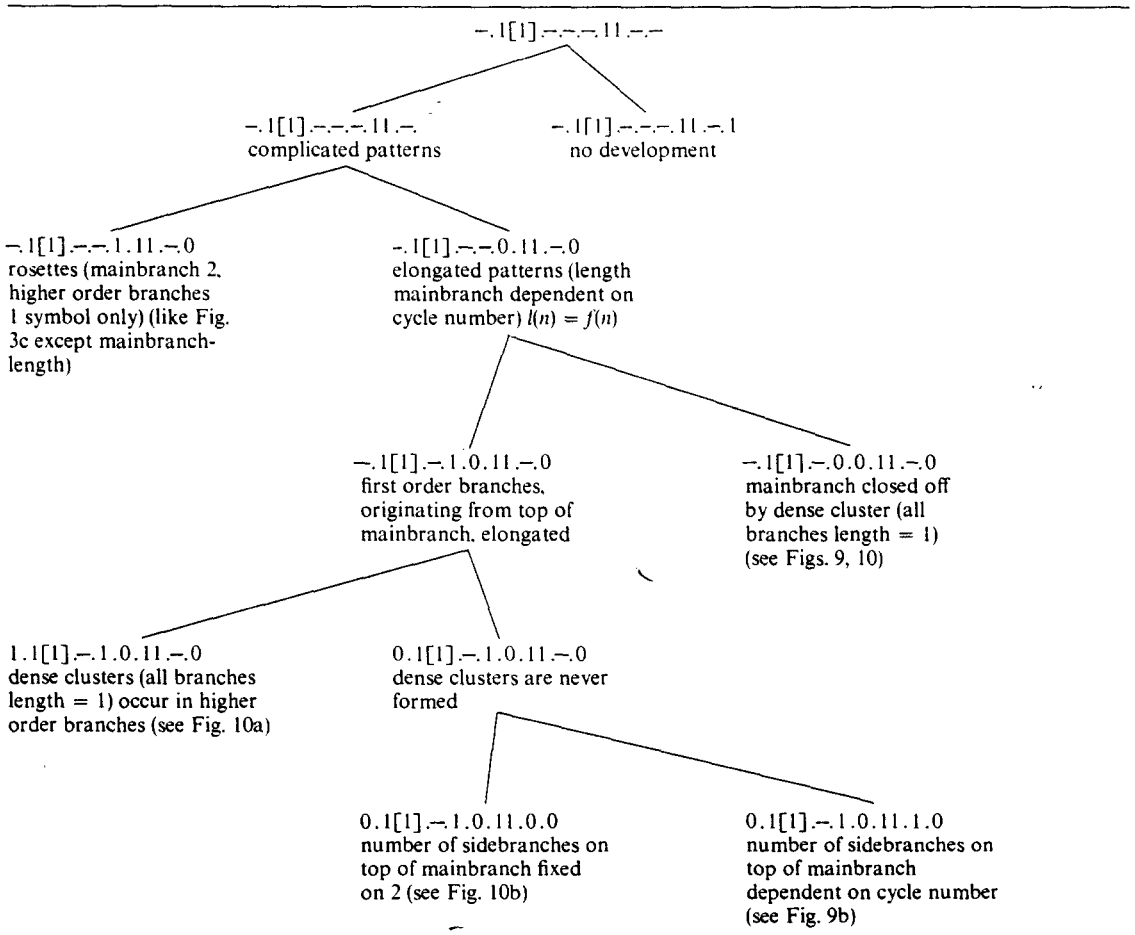 –.1[1].–.–.–.11.–.–
–.1[1].–.–.–.11.–.
complicated patterns
–.1[1].–.–.–.11.–.1
no development
–.1[1].–.–.1.11.–.0
rosettes (mainbranch 2,
higher order branches
1 symbol only) (like Fig.
3c except mainbranch-
length)
–.1[1].–.–.0.11.–.0
elongated patterns (length
mainbranch dependent on
cycle number) l(n) = f(n)
–.1[1].–.1.0.11.–.0
first order branches,
originating from top of
mainbranch, elongated
–.1[1].–.0.0.11.–.0
mainbranch closed off
by dense cluster (all
branches length = 1)
(see Figs. 9, 10)
1.1[1].–.1.0.11.–.0
dense clusters (all branches
length = 1) occur in higher
order branches (see Fig. 10a)
0.1[1].–.1.0.11.–.0
dense clusters are never
formed
0.1[1].–.1.0.11.0.0
number of sidebranches on
top of mainbranch fixed
on 2 (see Fig. 10b)
0.1[1].–.1.0.11.1.0
number of sidebranches on
top of mainbranch
dependent on cycle number
(see Fig. 9b)